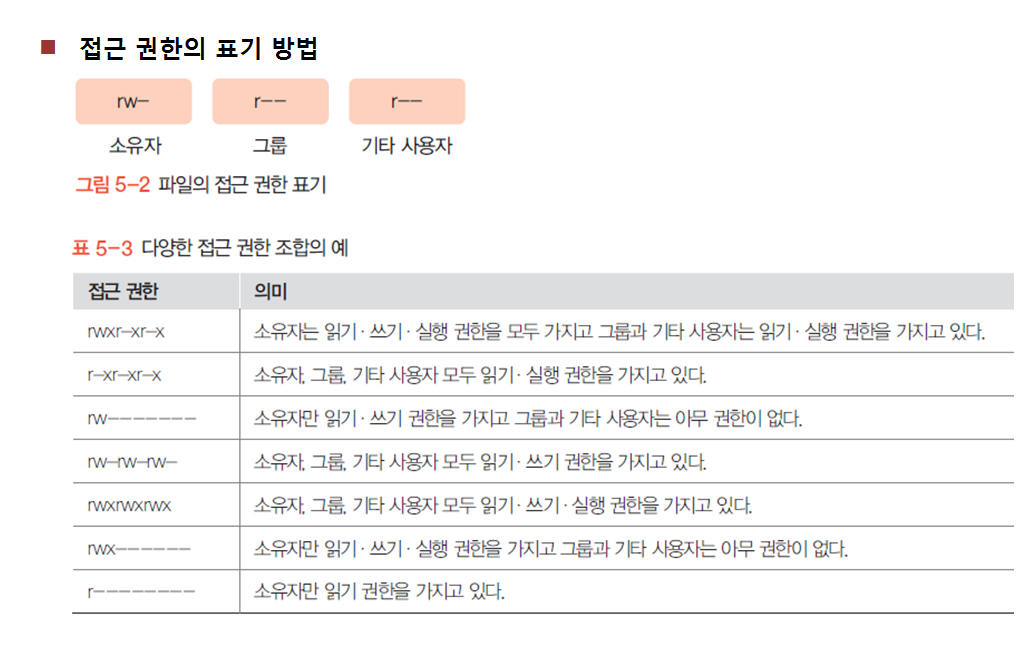 ■ 접근 권한의 표기 방법
rw- r-- r--
소유자 그룹 기타 사용자
그림 5-2 파일의 접근 권한 표기
표 5-3 다양한 접근 권한 조합의 예
접근 권한 의미
rwxr-xr-x 소유자는 읽기·쓰기·실행 권한을 모두 가지고 그룹과 기타 사용자는 읽기·실행 권한을 가지고 있다.
r-xr-xr-x 소유자, 그룹, 기타 사용자 모두 읽기·실행 권한을 가지고 있다.
rw------- 소유자만 읽기·쓰기 권한을 가지고 그룹과 기타 사용자는 아무 권한이 없다.
rw-rw-rw- 소유자, 그룹, 기타 사용자 모두 읽기·쓰기 권한을 가지고 있다.
rwxrwxrwx 소유자, 그룹, 기타 사용자 모두 읽기·쓰기·실행 권한을 가지고 있다.
rwx------ 소유자만 읽기·쓰기·실행 권한을 가지고 그룹과 기타 사용자는 아무 권한이 없다.
r-------- 소유자만 읽기 권한을 가지고 있다.